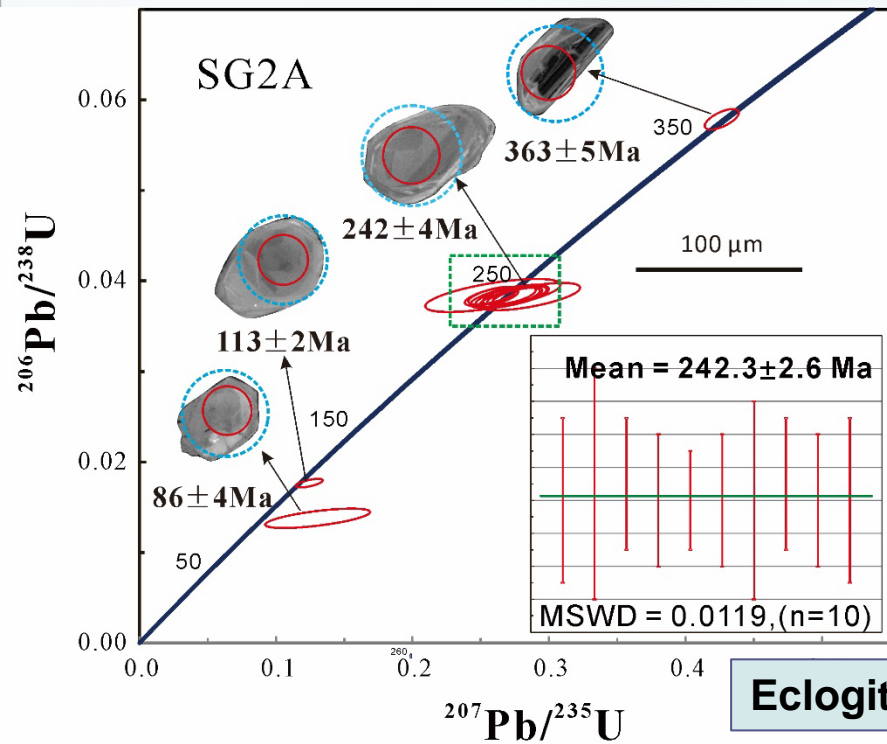 SG2A
363±5Ma
350
242±4Ma
250
100 μm
113±2Ma
150
86±4Ma
50
Mean = 242.3±2.6 Ma
MSWD = 0.0119,(n=10)
0.06
0.04
0.02
0.00
²⁰⁶Pb/²³⁸U
0.0
0.1
0.2
0.3
0.4
²⁰⁷Pb/²³⁵U
Eclogit